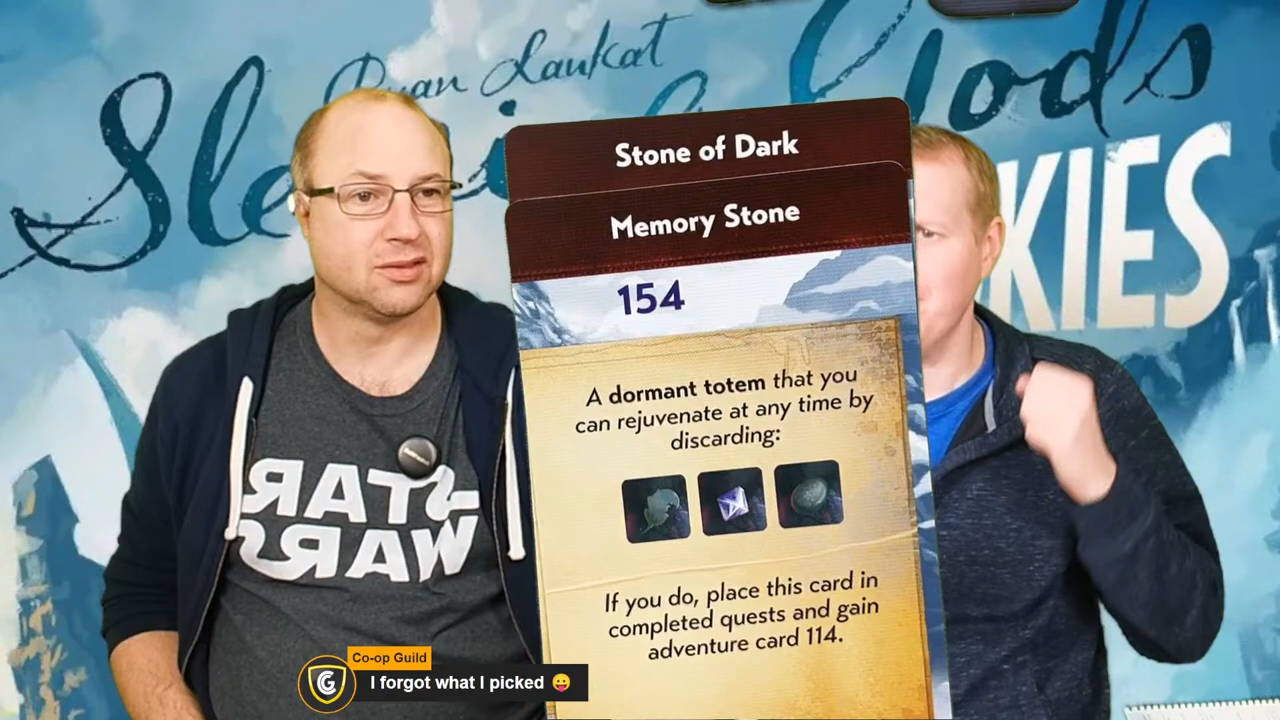 Ryan Laukat
Sleeping Gods
KIES
Stone of Dark
Memory Stone
154
A dormant totem that you
can rejuvenate at any time by
discarding:
If you do, place this card in
completed quests and gain
adventure card 114.
STAR
WARS
Co-op Guild
I forgot what I picked 😛